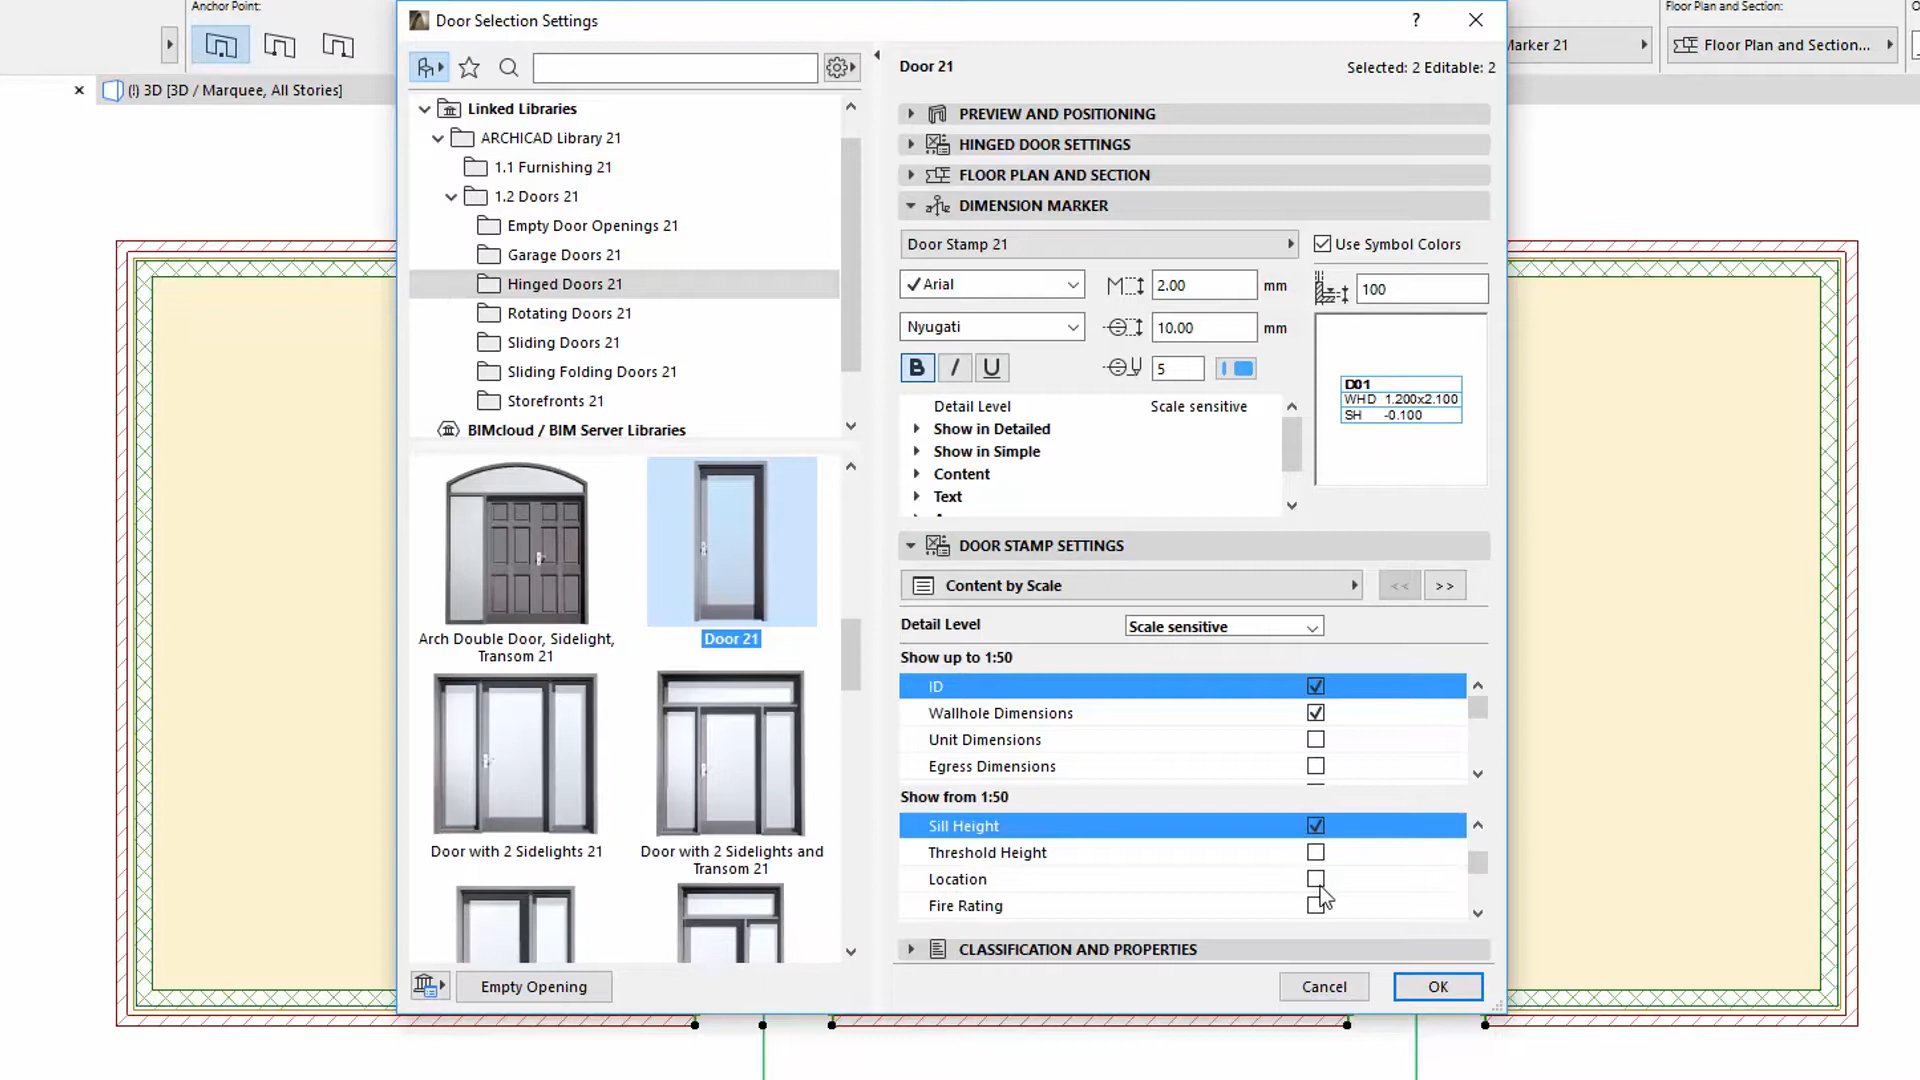 Anchor Point:
Floor Plan and Section:
Marker 21
Floor Plan and Section...
(!) 3D [3D / Marquee, All Stories]
Door Selection Settings
?
Linked Libraries
ARCHICAD Library 21
1.1 Furnishing 21
1.2 Doors 21
Empty Door Openings 21
Garage Doors 21
Hinged Doors 21
Rotating Doors 21
Sliding Doors 21
Sliding Folding Doors 21
Storefronts 21
BIMcloud / BIM Server Libraries
Arch Double Door, Sidelight,
Transom 21
Door 21
Door with 2 Sidelights 21
Door with 2 Sidelights and
Transom 21
Empty Opening
Door 21
Selected: 2 Editable: 2
PREVIEW AND POSITIONING
HINGED DOOR SETTINGS
FLOOR PLAN AND SECTION
DIMENSION MARKER
Door Stamp 21
Use Symbol Colors
Arial
2.00 mm
100
Nyugati
10.00 mm
B I U
5
D01
WHD 1.200x2.100
SH -0.100
Detail Level Scale sensitive
Show in Detailed
Show in Simple
Content
Text
DOOR STAMP SETTINGS
Content by Scale
<< >>
Detail Level Scale sensitive
Show up to 1:50
ID
Wallhole Dimensions
Unit Dimensions
Egress Dimensions
Show from 1:50
Sill Height
Threshold Height
Location
Fire Rating
CLASSIFICATION AND PROPERTIES
Cancel OK